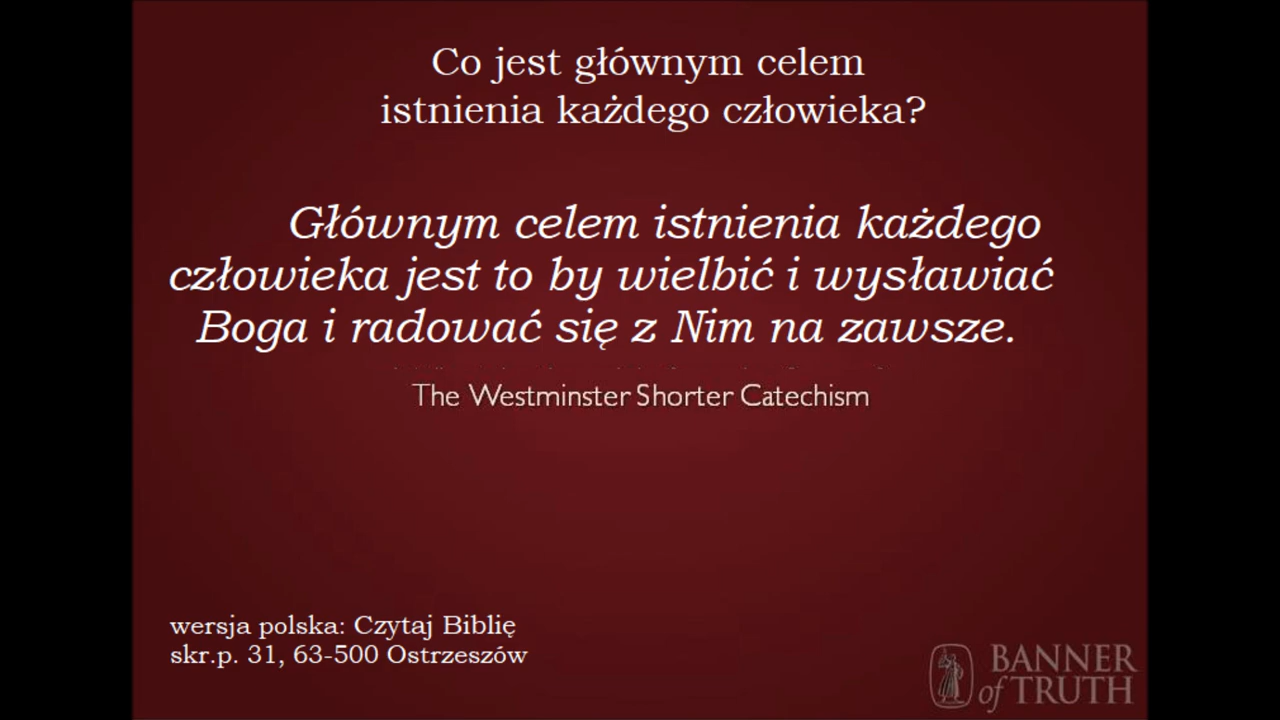 Co jest głównym celem
istnienia każdego człowieka?
Głównym celem istnienia każdego
człowieka jest to by wielbić i wysławiać
Boga i radować się z Nim na zawsze.
The Westminster Shorter Catechism
wersja polska: Czytaj Biblię
skr.p. 31, 63-500 Ostrzeszów
BANNER
of TRUTH